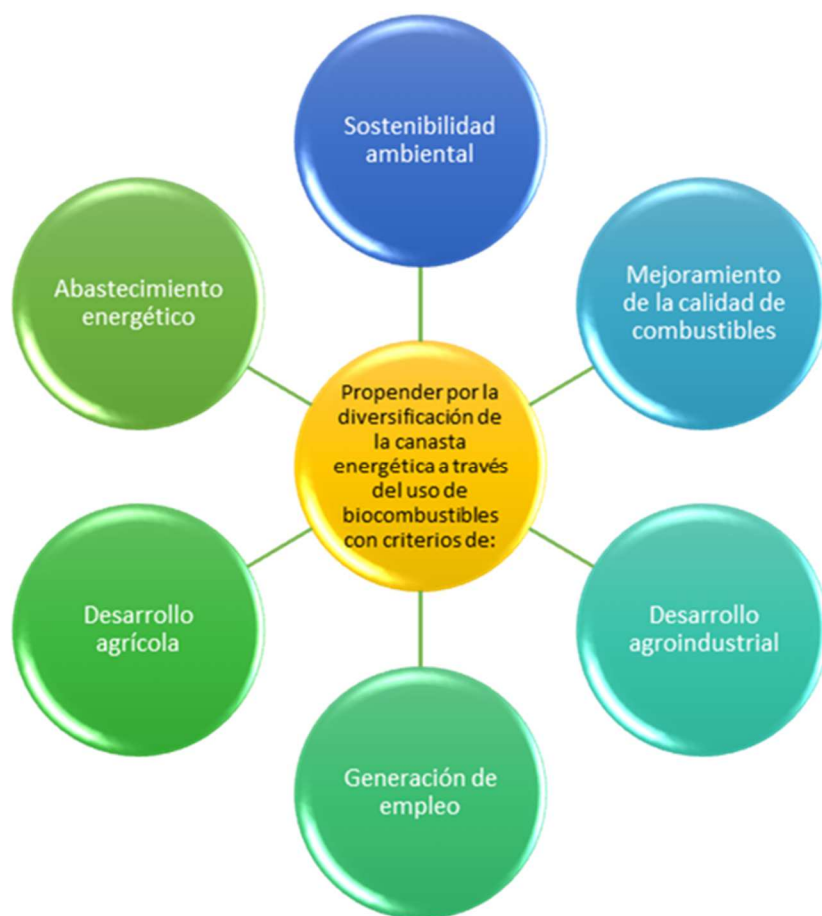 Sostenibilidad
ambiental
Mejoramiento
de la calidad de
combustibles
Desarrollo
agroindustrial
Generación de
empleo
Desarrollo
agrícola
Abastecimiento
energético
Propender por la
diversificación de
la canasta
energética a través
del uso de
biocombustibles
con criterios de: